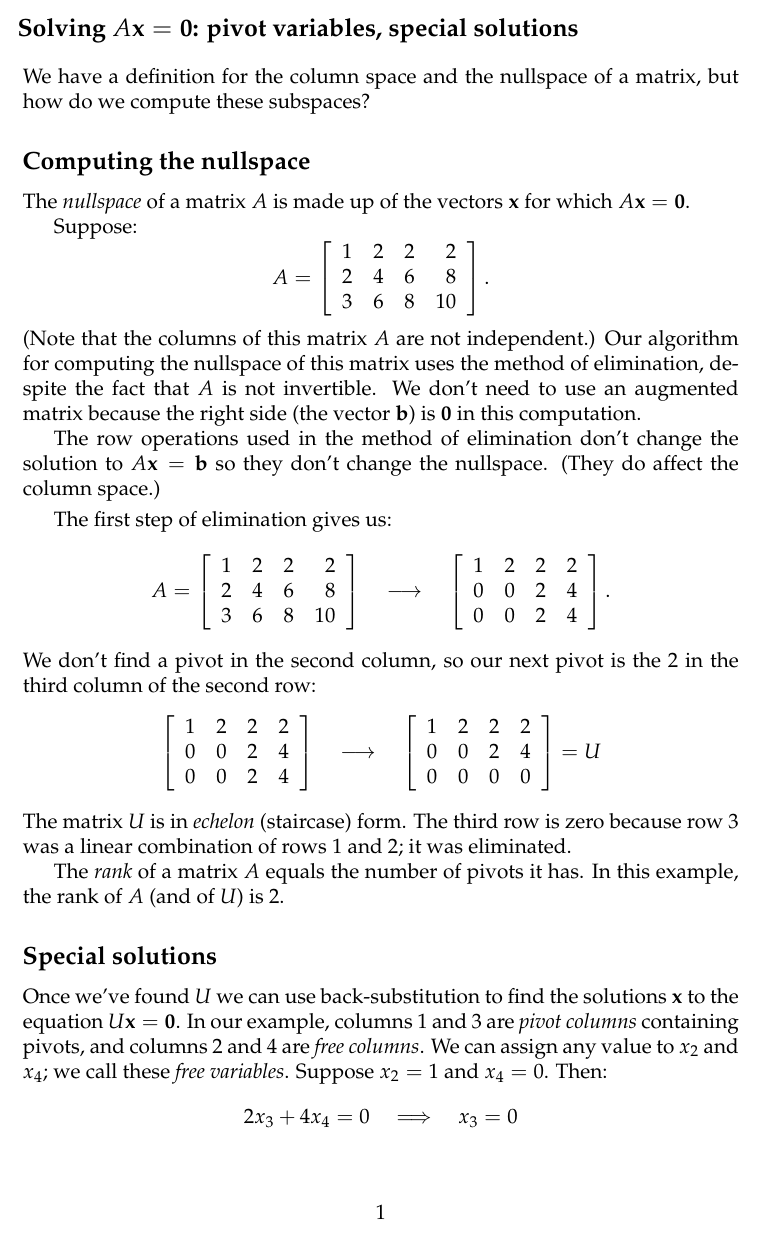 Solving Ax = 0: pivot variables, special solutions
We have a definition for the column space and the nullspace of a matrix, but
how do we compute these subspaces?
Computing the nullspace
The nullspace of a matrix A is made up of the vectors x for which Ax = 0.
Suppose:
A = [ 1 2 2 2
2 4 6 8
3 6 8 10 ] .
(Note that the columns of this matrix A are not independent.) Our algorithm
for computing the nullspace of this matrix uses the method of elimination, de-
spite the fact that A is not invertible. We don’t need to use an augmented
matrix because the right side (the vector b) is 0 in this computation.
The row operations used in the method of elimination don’t change the
solution to Ax = b so they don’t change the nullspace. (They do affect the
column space.)
The first step of elimination gives us:
A = [ 1 2 2 2
2 4 6 8
3 6 8 10 ] ⟶ [ 1 2 2 2
0 0 2 4
0 0 2 4 ] .
We don’t find a pivot in the second column, so our next pivot is the 2 in the
third column of the second row:
[ 1 2 2 2
0 0 2 4
0 0 2 4 ] ⟶ [ 1 2 2 2
0 0 2 4
0 0 0 0 ] = U
The matrix U is in echelon (staircase) form. The third row is zero because row 3
was a linear combination of rows 1 and 2; it was eliminated.
The rank of a matrix A equals the number of pivots it has. In this example,
the rank of A (and of U) is 2.
Special solutions
Once we’ve found U we can use back-substitution to find the solutions x to the
equation Ux = 0. In our example, columns 1 and 3 are pivot columns containing
pivots, and columns 2 and 4 are free columns. We can assign any value to x₂ and
x₄; we call these free variables. Suppose x₂ = 1 and x₄ = 0. Then:
2x₃ + 4x₄ = 0 ⟹ x₃ = 0
1